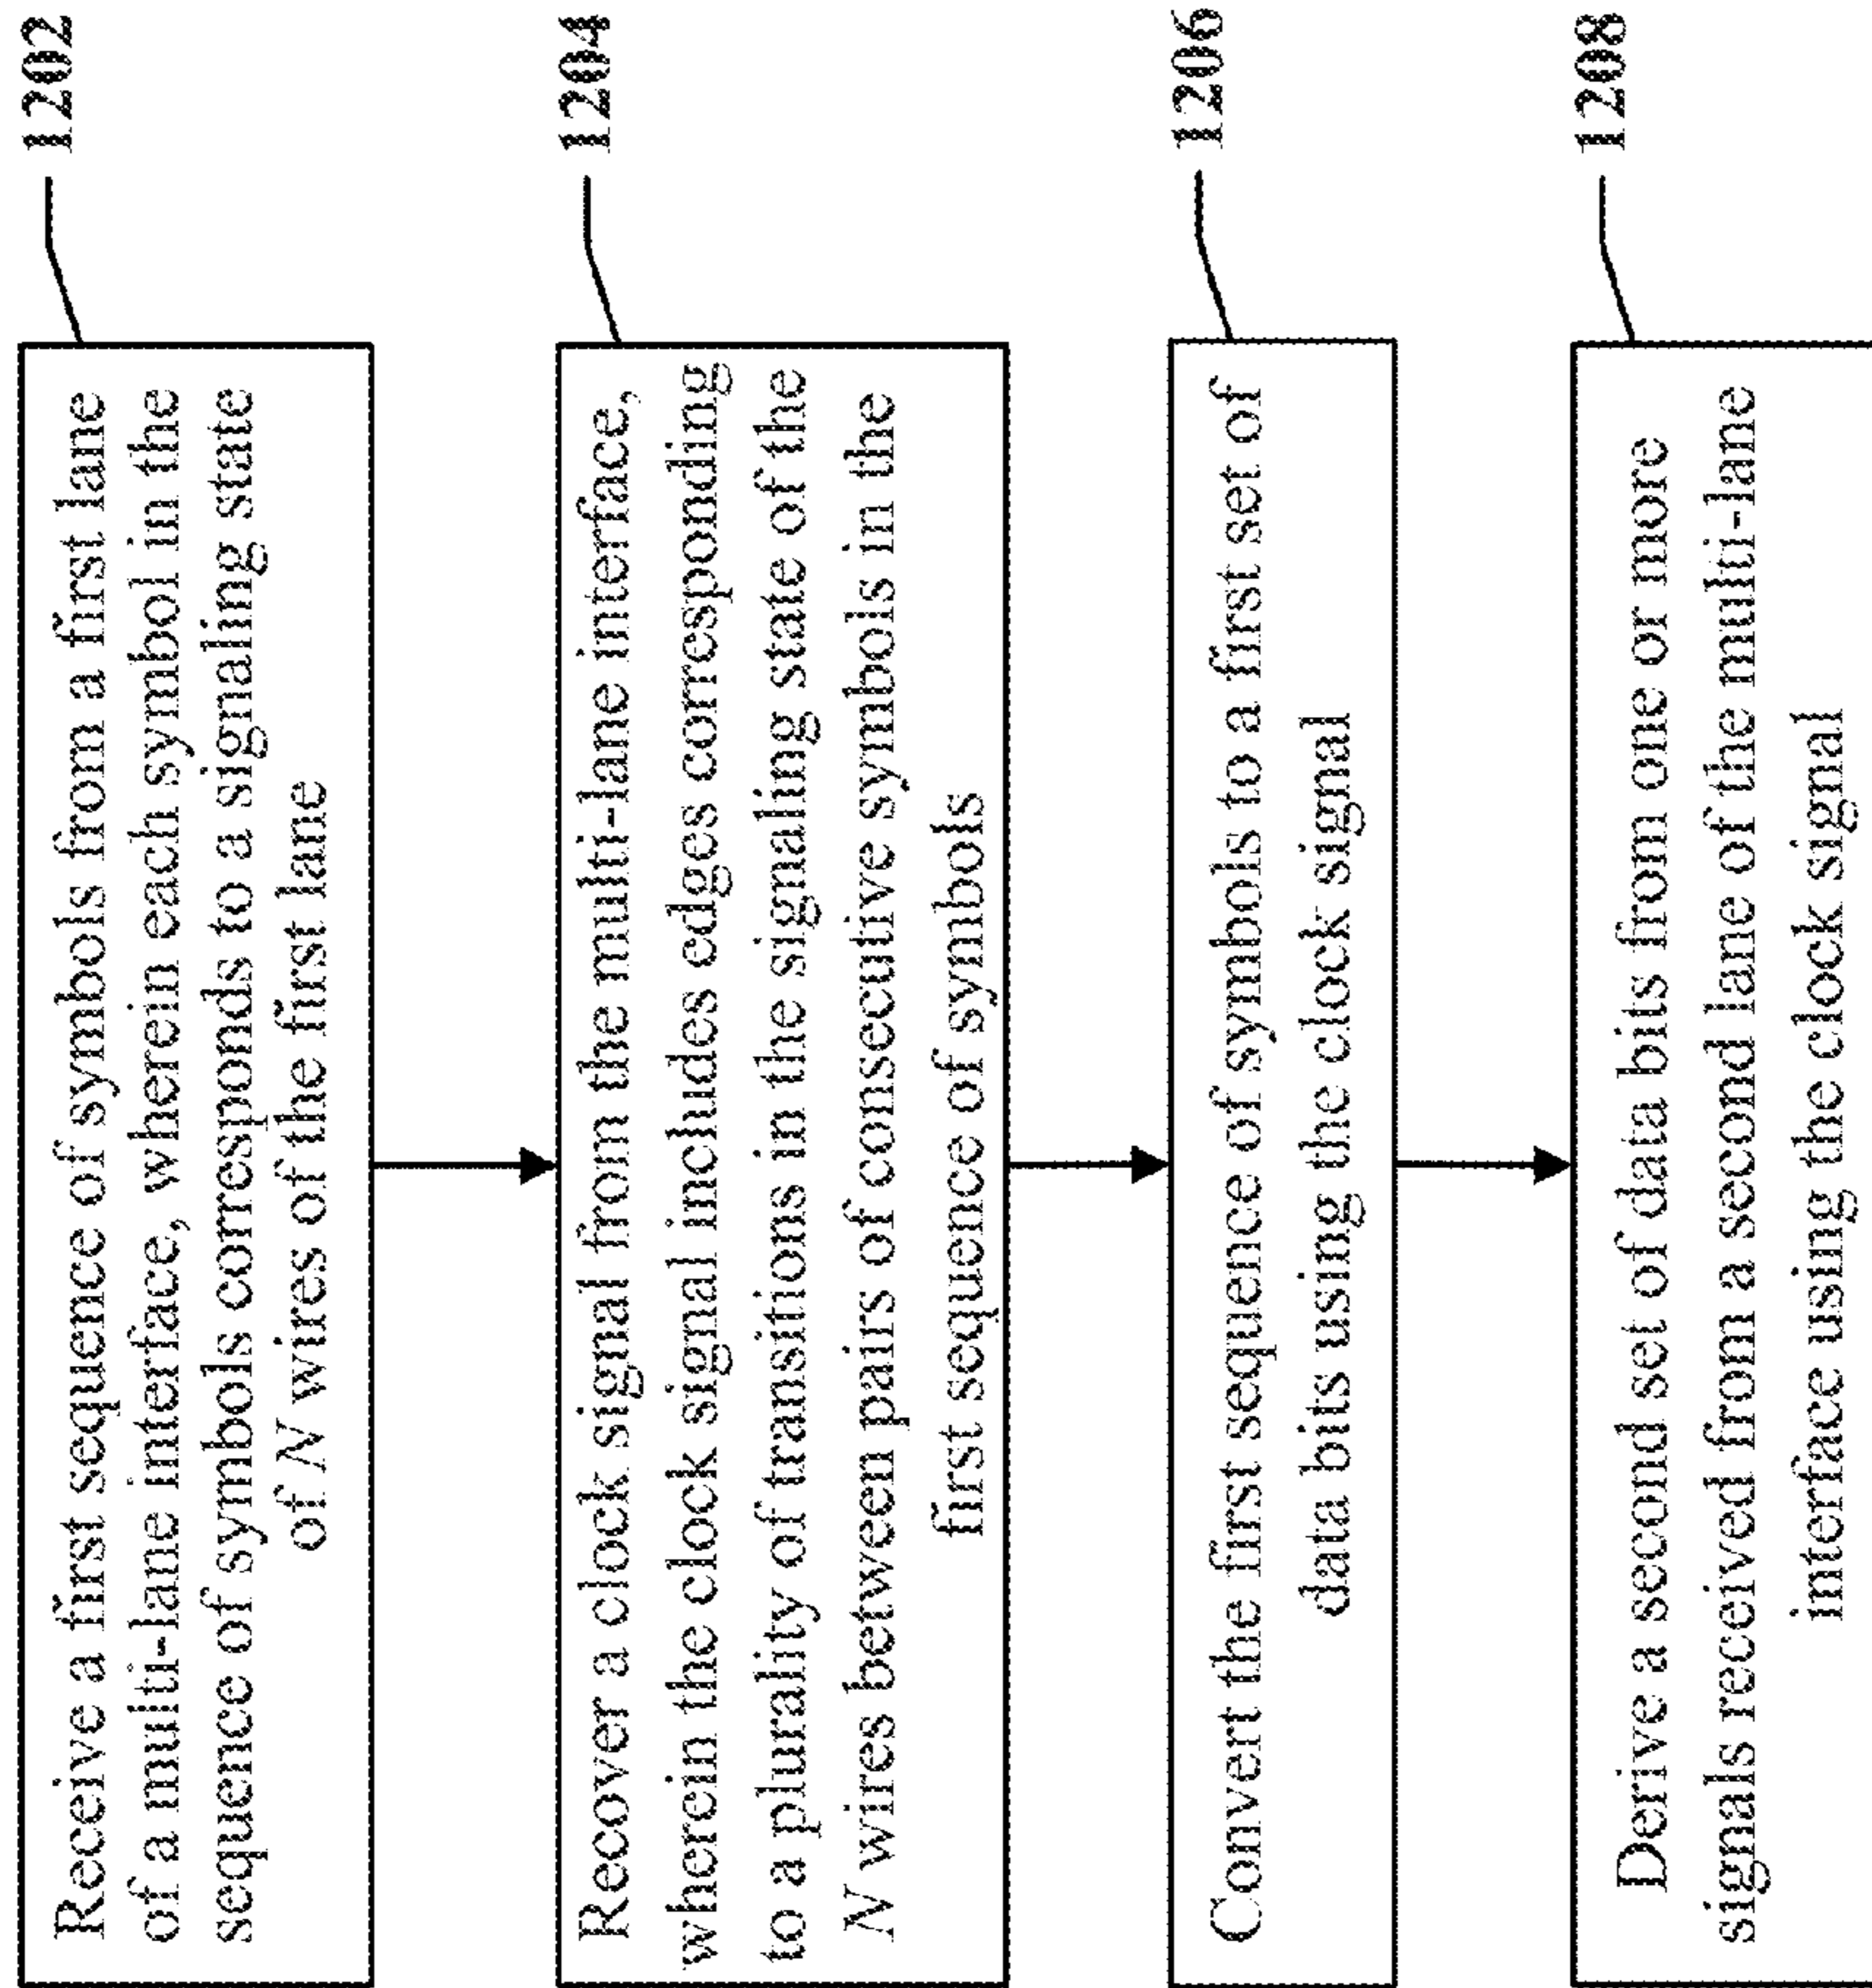 Receive a first sequence of symbols from a first lane
of a multi-lane interface, wherein each symbol in the
sequence of symbols corresponds to a signaling state
of N wires of the first lane
1202
Recover a clock signal from the multi-lane interface,
wherein the clock signal includes edges corresponding
to a plurality of transitions in the signaling state of the
N wires between pairs of consecutive symbols in the
first sequence of symbols
1204
Convert the first sequence of symbols to a first set of
data bits using the clock signal
1206
Derive a second set of data bits from one or more
signals received from a second lane of the multi-lane
interface using the clock signal
1208